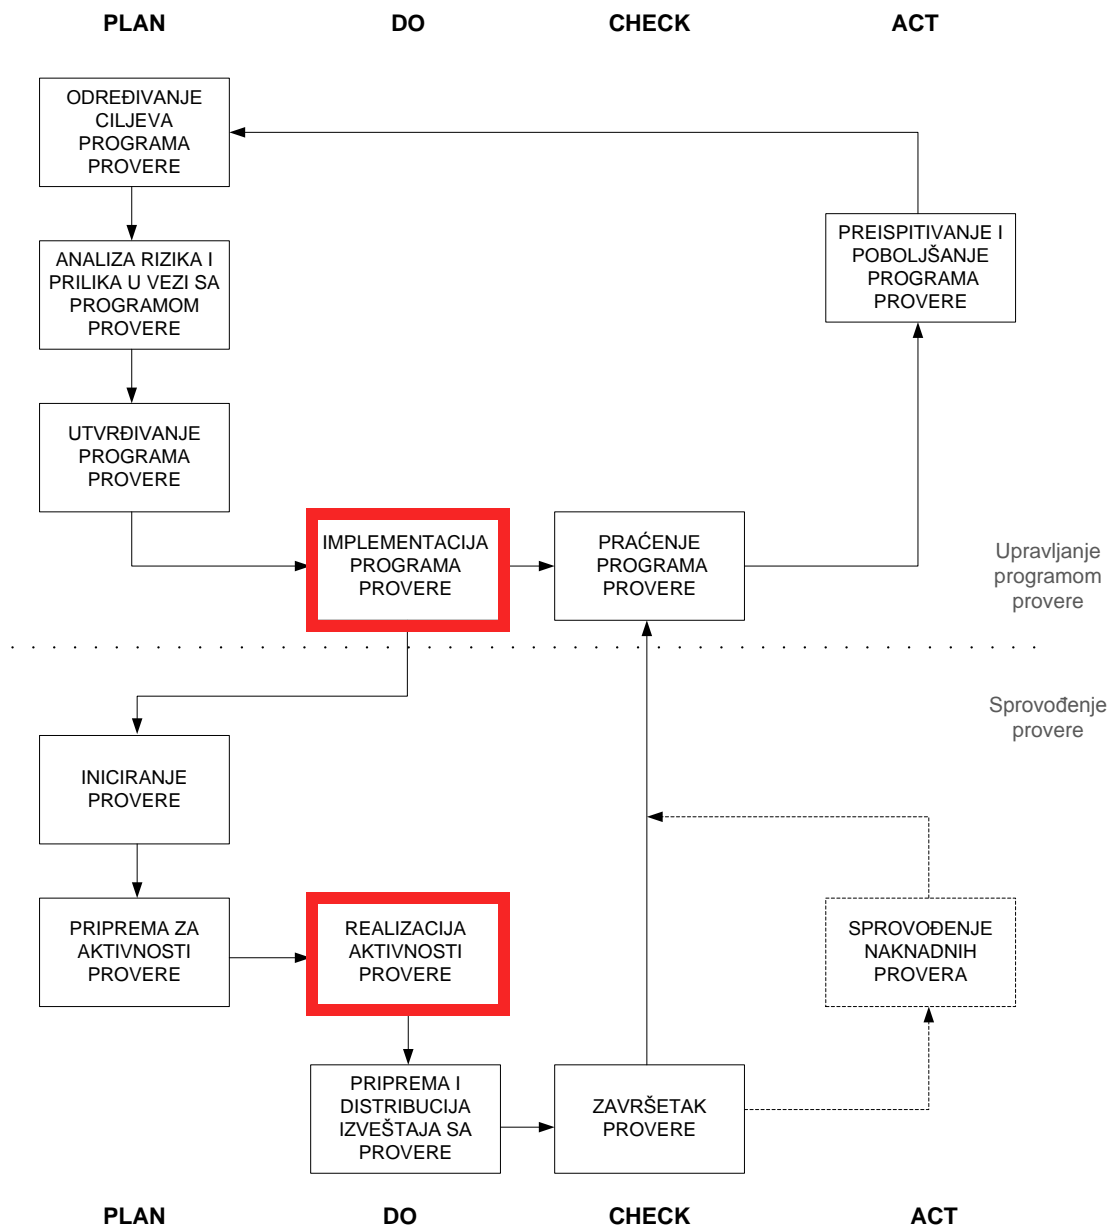 PLAN
DO
CHECK
ACT
ODREĐIVANJE
CILJEVA
PROGRAMA
PROVERE
ANALIZA RIZIKA I
PRILIKA U VEZI SA
PROGRAMOM
PROVERE
UTVRĐIVANJE
PROGRAMA
PROVERE
IMPLEMENTACIJA
PROGRAMA
PROVERE
PRAĆENJE
PROGRAMA
PROVERE
PREISPITIVANJE I
POBOLJŠANJE
PROGRAMA
PROVERE
Upravljanje
programom
provere
Sprovođenje
provere
INICIRANJE
PROVERE
PRIPREMA ZA
AKTIVNOSTI
PROVERE
REALIZACIJA
AKTIVNOSTI
PROVERE
PRIPREMA I
DISTRIBUCIJA
IZVEŠTAJA SA
PROVERE
ZAVRŠETAK
PROVERE
SPROVOĐENJE
NAKNADNIH
PROVERA
PLAN
DO
CHECK
ACT